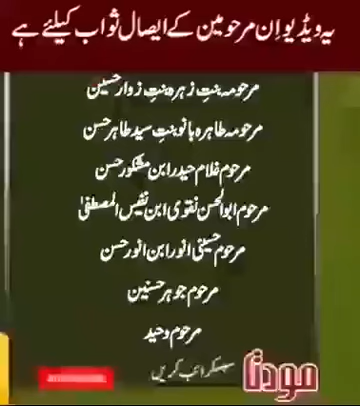 یہ ویڈیو اِن مرحومین کے ایصال ثواب کیلئے ہے
مرحومہ بنتِ زہرہ بنتِ زوار حسین
مرحومہ طاہرہ بانو بنتِ سید طاہر حسن
مرحوم غلام حیدر ابن مشکور حسن
مرحوم ابوالحسن نقوی ابن نفیس المصطفیٰ
مرحوم حسینی انور ابن انور حسن
مرحوم جوہر حسنین
مرحوم وحید
سبسکرائب کریں
مودنا